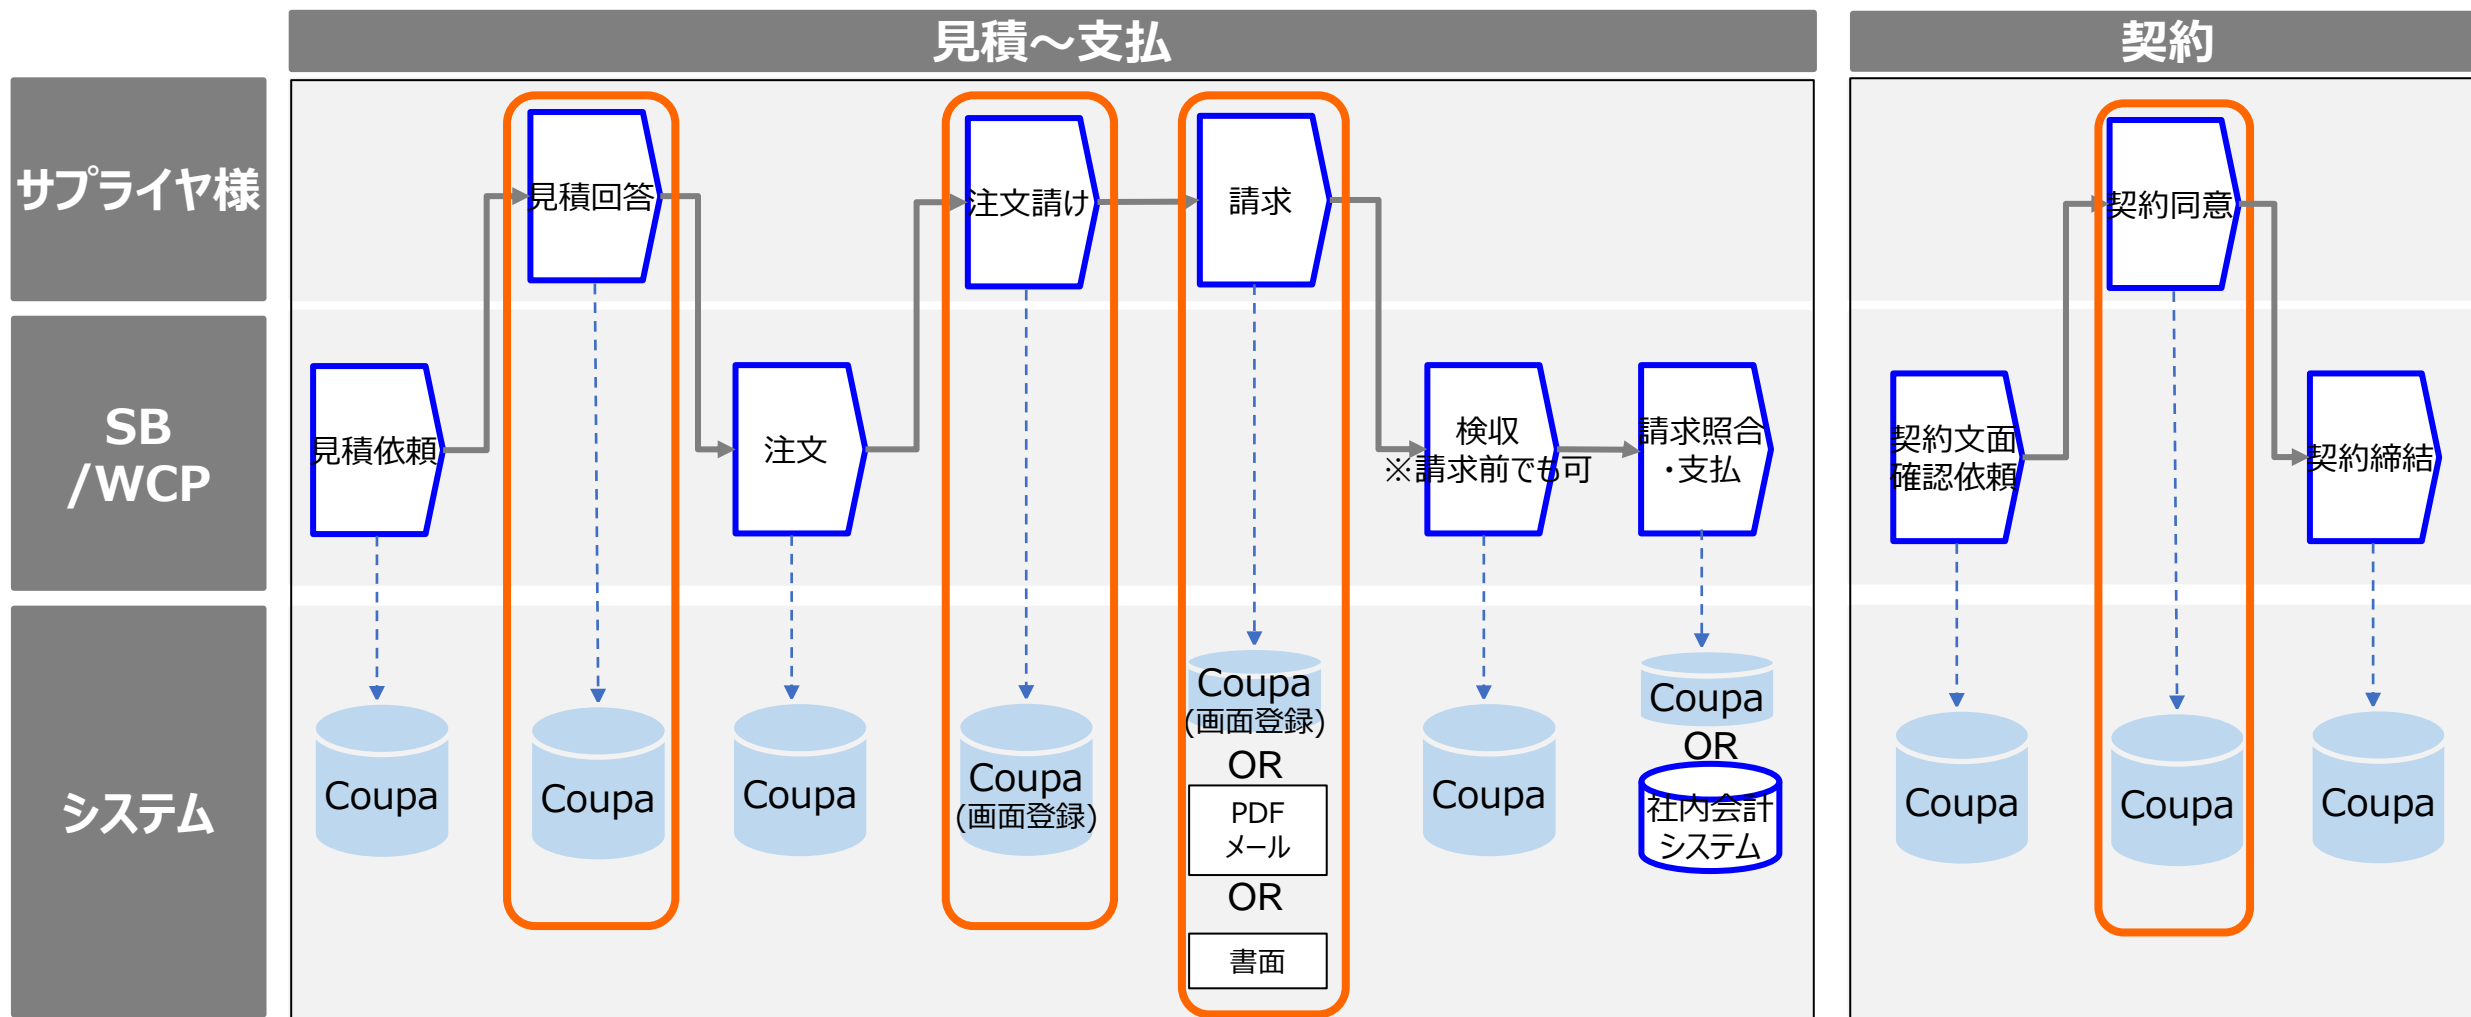 見積～支払
契約
サプライヤ様
見積回答
注文請け
請求
契約同意
SB
/WCP
見積依頼
注文
検収
※請求前でも可
請求照合
・支払
契約文面
確認依頼
契約締結
システム
Coupa
Coupa
Coupa
Coupa
(画面登録)
Coupa
(画面登録)
OR
PDF
メール
OR
書面
Coupa
Coupa
OR
社内会計
システム
Coupa
Coupa
Coupa